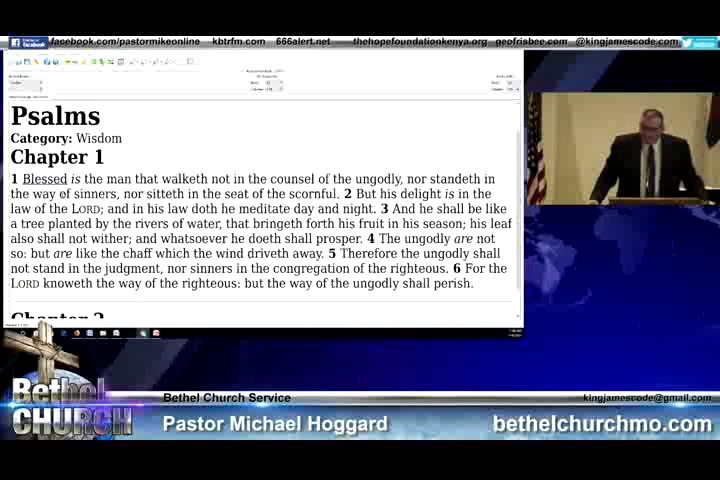 facebook.com/pastormikeonline kbtrfm.com 666alert.net thehopefoundationkenya.org geofrisbee.com @kingjamescode.com
Psalms
Category: Wisdom
Chapter 1
1 Blessed is the man that walketh not in the counsel of the ungodly, nor standeth in
the way of sinners, nor sitteth in the seat of the scornful. 2 But his delight is in the
law of the LORD; and in his law doth he meditate day and night. 3 And he shall be like
a tree planted by the rivers of water, that bringeth forth his fruit in his season; his leaf
also shall not wither; and whatsoever he doeth shall prosper. 4 The ungodly are not
so: but are like the chaff which the wind driveth away. 5 Therefore the ungodly shall
not stand in the judgment, nor sinners in the congregation of the righteous. 6 For the
LORD knoweth the way of the righteous: but the way of the ungodly shall perish.
Chapter 2
Bethel
CHURCH
Bethel Church Service
kingjamescode@gmail.com
Pastor Michael Hoggard
bethelchurchmo.com